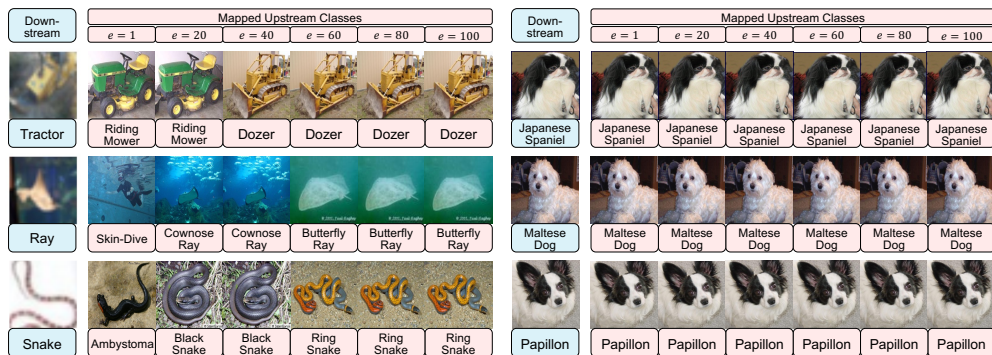 Down-
stream
Mapped Upstream Classes
e = 1 e = 20 e = 40 e = 60 e = 80 e = 100
Tractor
Riding
Mower
Riding
Mower
Dozer
Dozer
Dozer
Dozer
Ray
Skin-Dive
Cownose
Ray
Cownose
Ray
Butterfly
Ray
Butterfly
Ray
Butterfly
Ray
Snake
Ambystoma
Black
Snake
Black
Snake
Ring
Snake
Ring
Snake
Ring
Snake
Down-
stream
Mapped Upstream Classes
e = 1 e = 20 e = 40 e = 60 e = 80 e = 100
Japanese
Spaniel
Japanese
Spaniel
Japanese
Spaniel
Japanese
Spaniel
Japanese
Spaniel
Japanese
Spaniel
Japanese
Spaniel
Maltese
Dog
Maltese
Dog
Maltese
Dog
Maltese
Dog
Maltese
Dog
Maltese
Dog
Maltese
Dog
Papillon
Papillon
Papillon
Papillon
Papillon
Papillon
Papillon